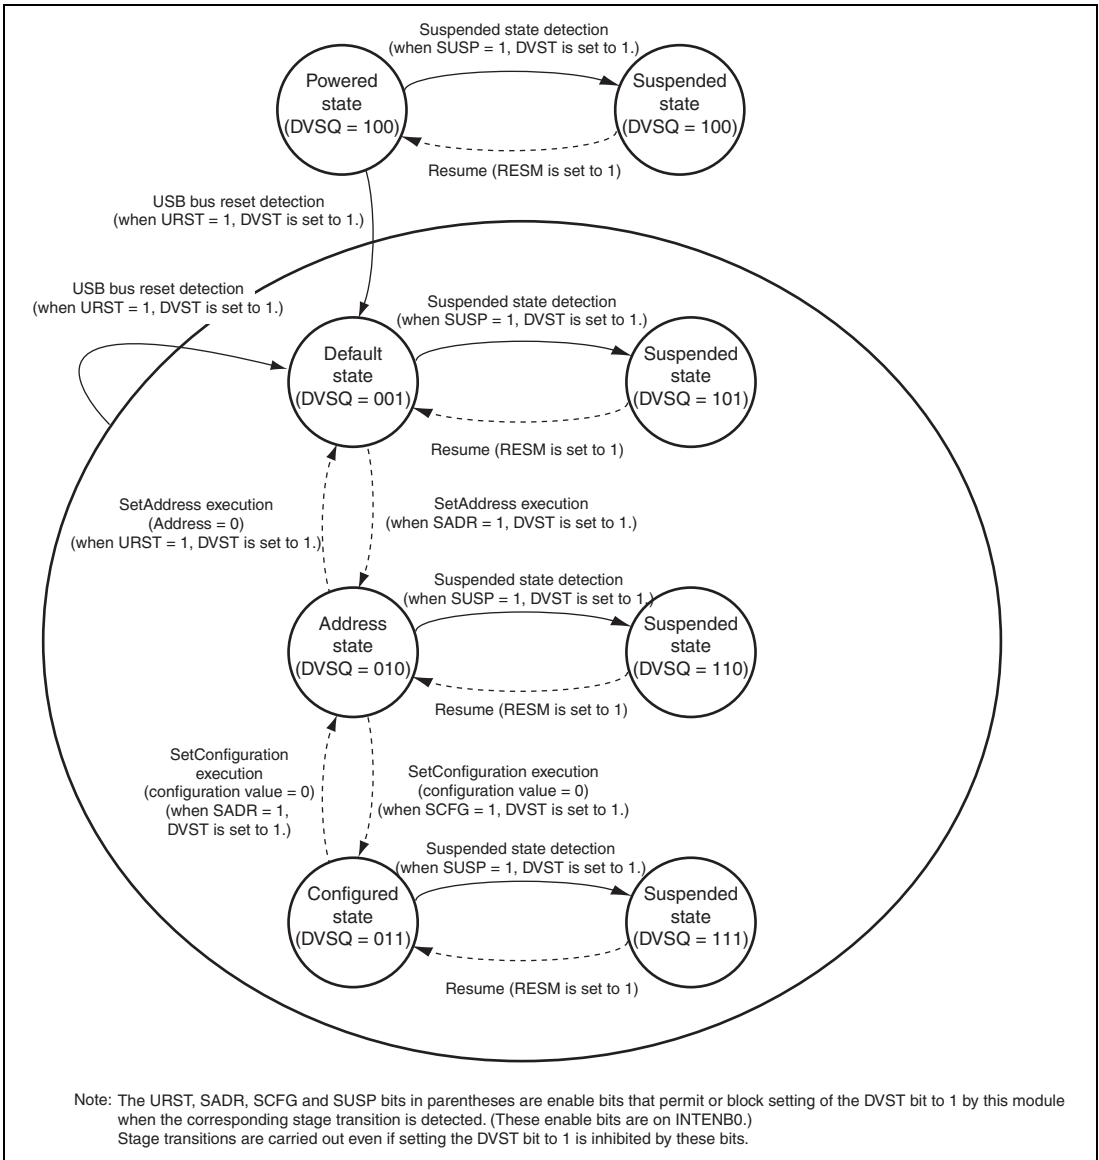 Suspended state detection
(when SUSP = 1, DVST is set to 1.)
Powered
state
(DVSQ = 100)
Suspended
state
(DVSQ = 100)
Resume (RESM is set to 1)
USB bus reset detection
(when URST = 1, DVST is set to 1.)
USB bus reset detection
(when URST = 1, DVST is set to 1.)
Suspended state detection
(when SUSP = 1, DVST is set to 1.)
Default
state
(DVSQ = 001)
Suspended
state
(DVSQ = 101)
Resume (RESM is set to 1)
SetAddress execution
(Address = 0)
(when URST = 1, DVST is set to 1.)
SetAddress execution
(when SADR = 1, DVST is set to 1.)
Suspended state detection
(when SUSP = 1, DVST is set to 1.)
Address
state
(DVSQ = 010)
Suspended
state
(DVSQ = 110)
Resume (RESM is set to 1)
SetConfiguration
execution
(configuration value = 0)
(when SADR = 1,
DVST is set to 1.)
SetConfiguration execution
(configuration value = 0)
(when SCFG = 1, DVST is set to 1.)
Suspended state detection
(when SUSP = 1, DVST is set to 1.)
Configured
state
(DVSQ = 011)
Suspended
state
(DVSQ = 111)
Resume (RESM is set to 1)
Note: The URST, SADR, SCFG and SUSP bits in parentheses are enable bits that permit or block setting of the DVST bit to 1 by this module
when the corresponding stage transition is detected. (These enable bits are on INTENB0.)
Stage transitions are carried out even if setting the DVST bit to 1 is inhibited by these bits.